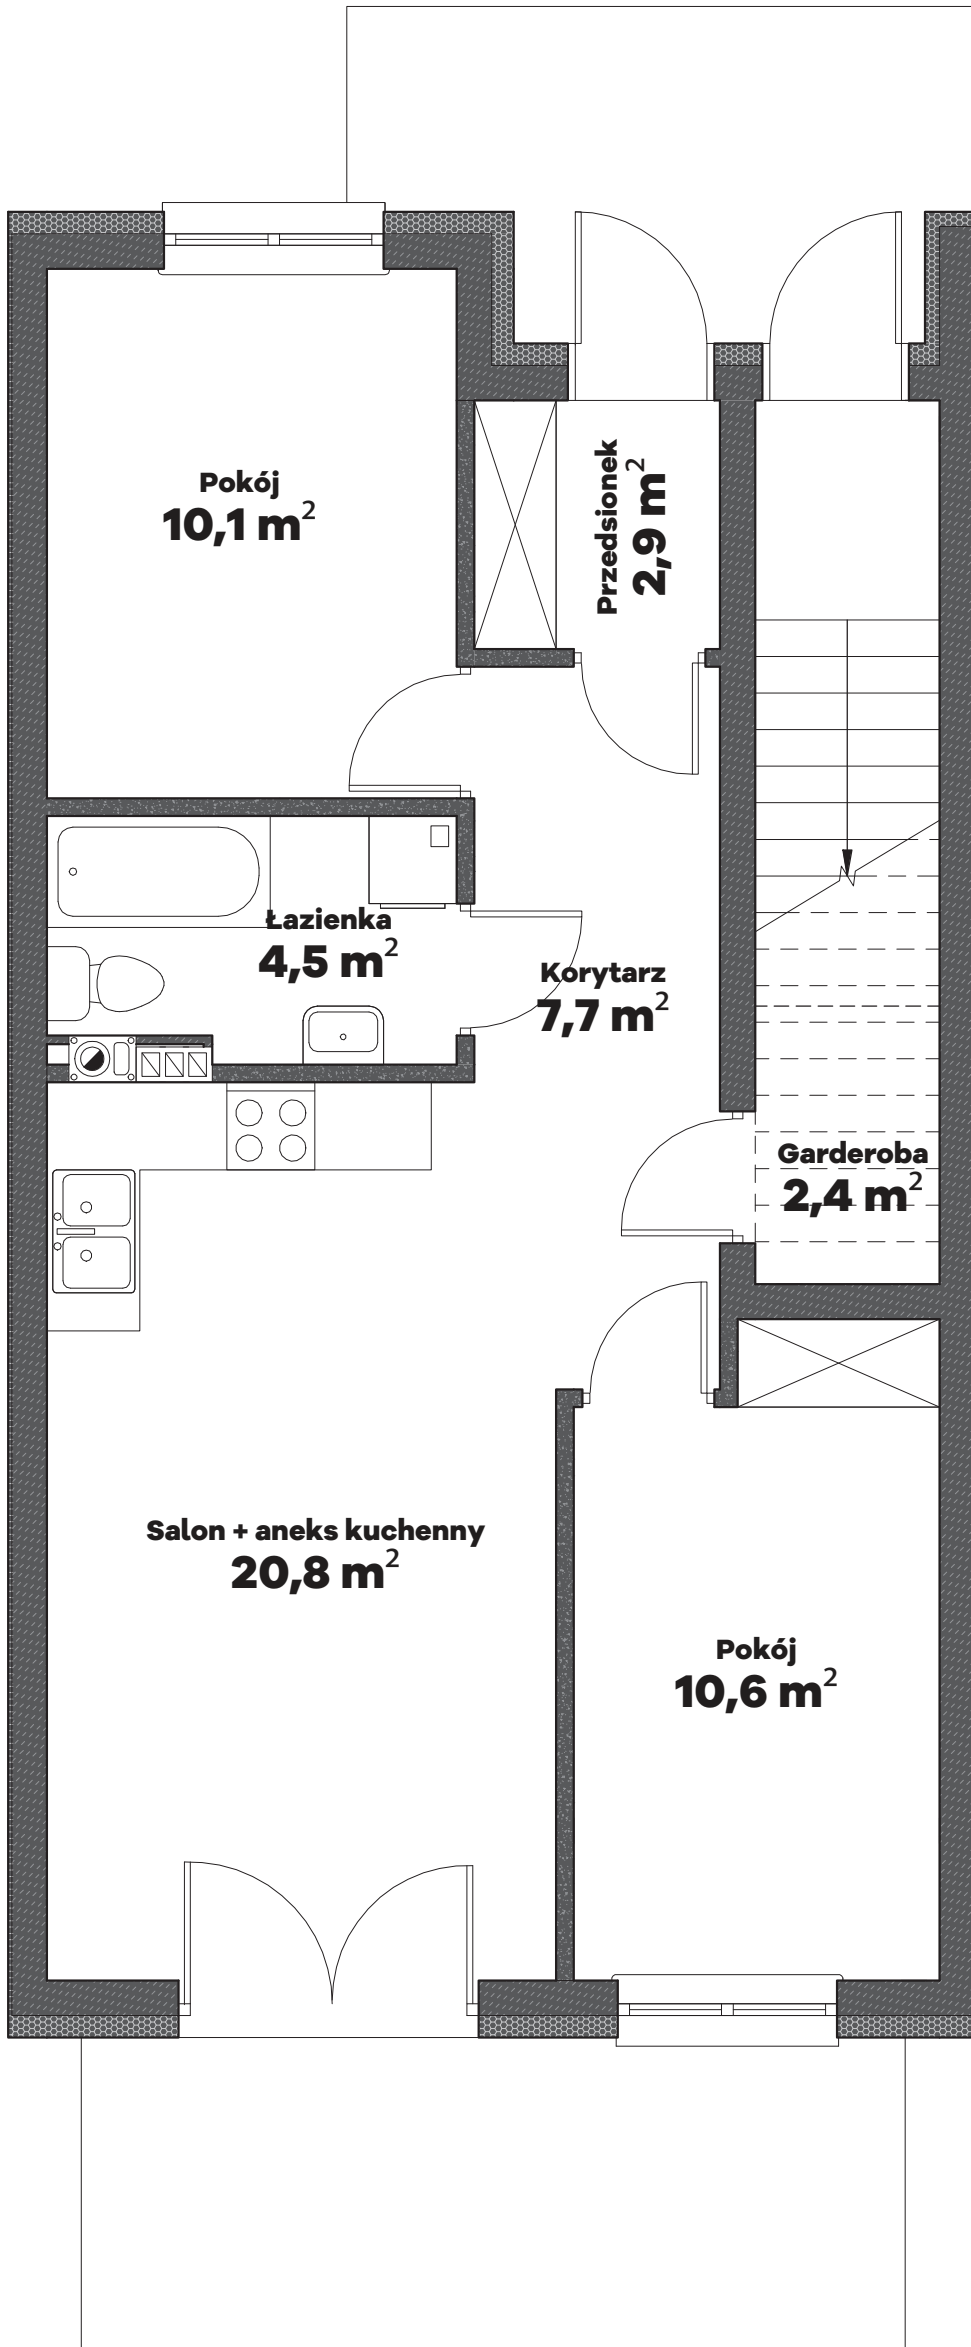 Pokój
10,1 m²
Przedsionek
2,9 m²
Łazienka
4,5 m²
Korytarz
7,7 m²
Garderoba
2,4 m²
Salon + aneks kuchenny
20,8 m²
Pokój
10,6 m²